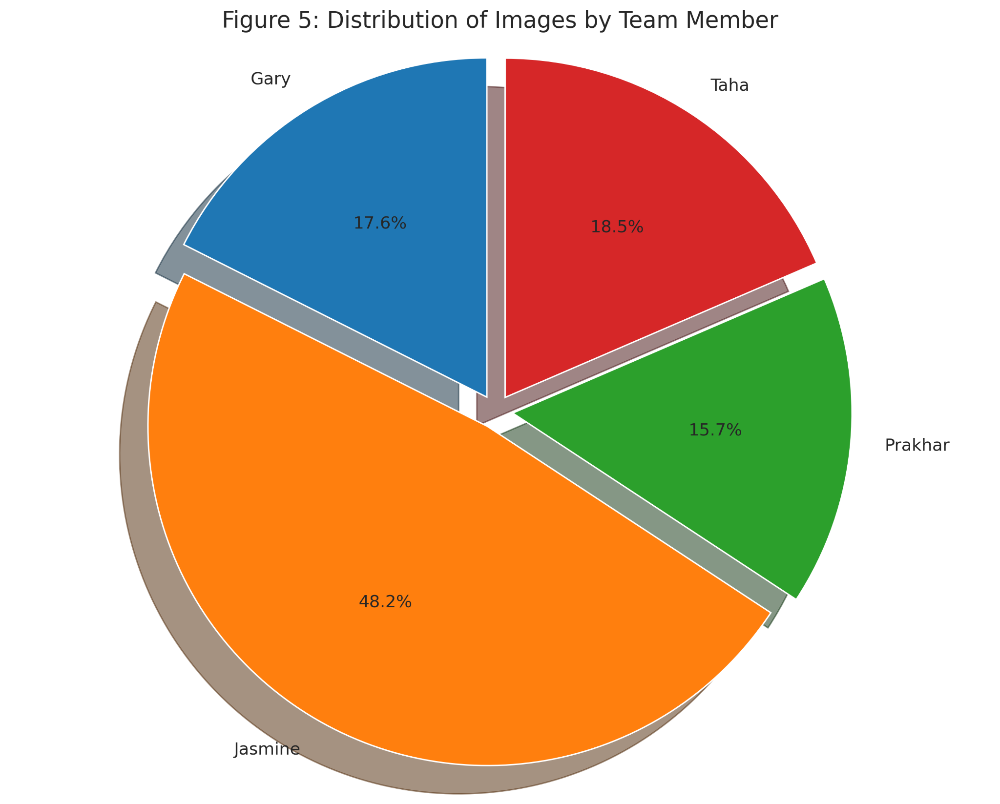 Figure 5: Distribution of Images by Team Member
Gary
Taha
17.6%
18.5%
15.7%
Prakhar
48.2%
Jasmine